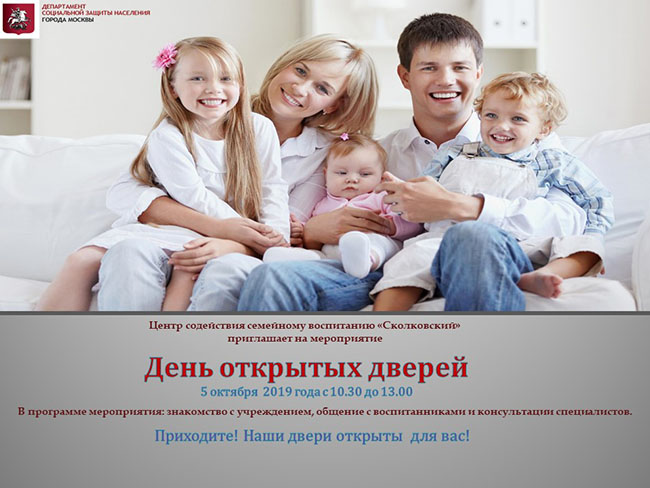 ДЕПАРТАМЕНТ
СОЦИАЛЬНОЙ ЗАЩИТЫ НАСЕЛЕНИЯ
ГОРОДА МОСКВЫ
Центр содействия семейному воспитанию «Сколковский»
приглашает на мероприятие
День открытых дверей
5 октября 2019 года с 10.30 до 13.00
В программе мероприятия: знакомство с учреждением, общение с воспитанниками и консультации специалистов.
Приходите! Наши двери открыты для вас!